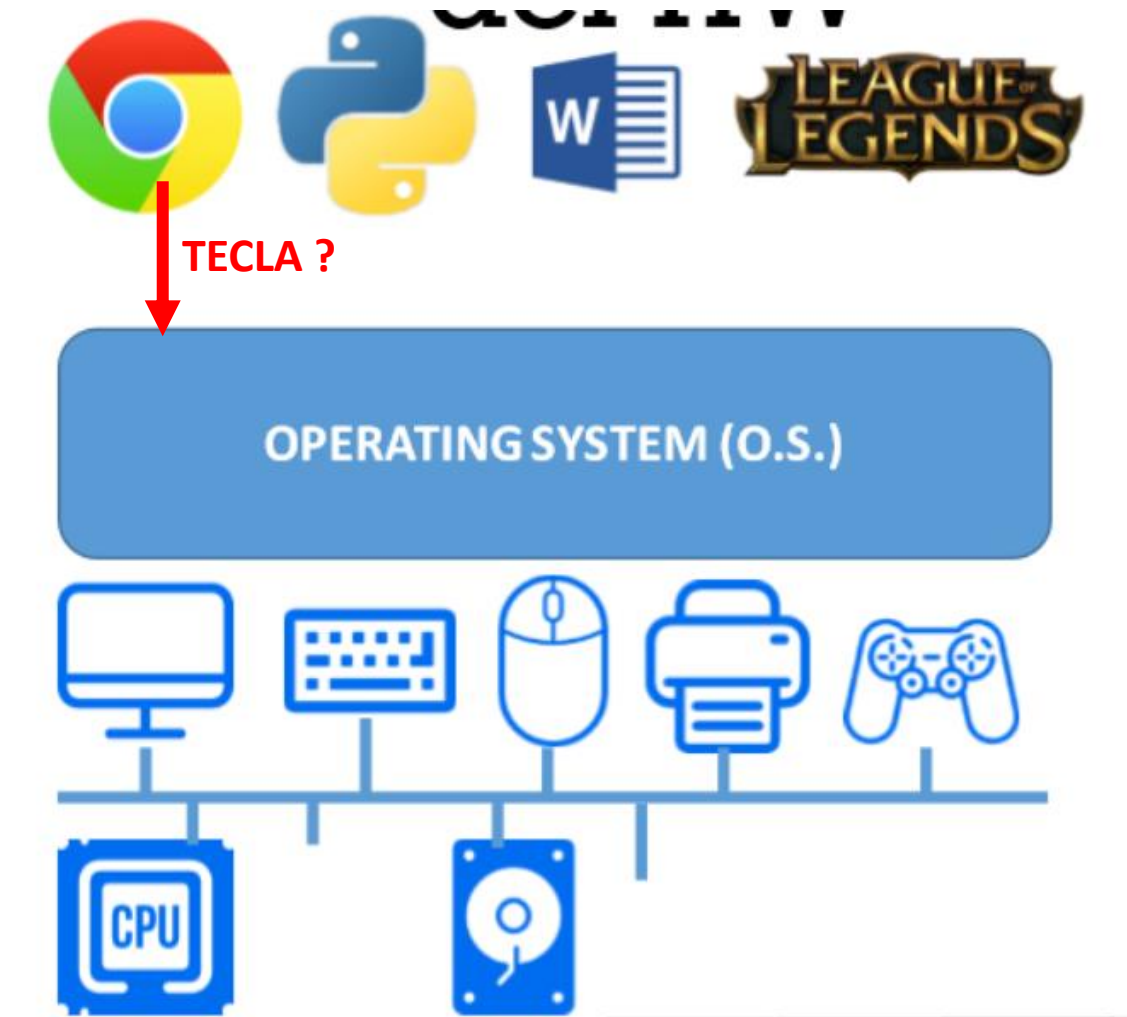 W
LEAGUE OF
LEGENDS
TECLA ?
OPERATING SYSTEM (O.S.)
CPU